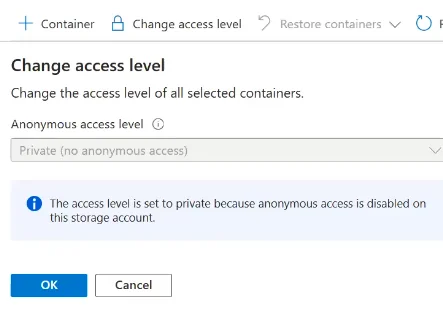 + Container Change access level Restore containers
Change access level
Change the access level of all selected containers.
Anonymous access level
Private (no anonymous access)
The access level is set to private because anonymous access is disabled on
this storage account.
OK Cancel